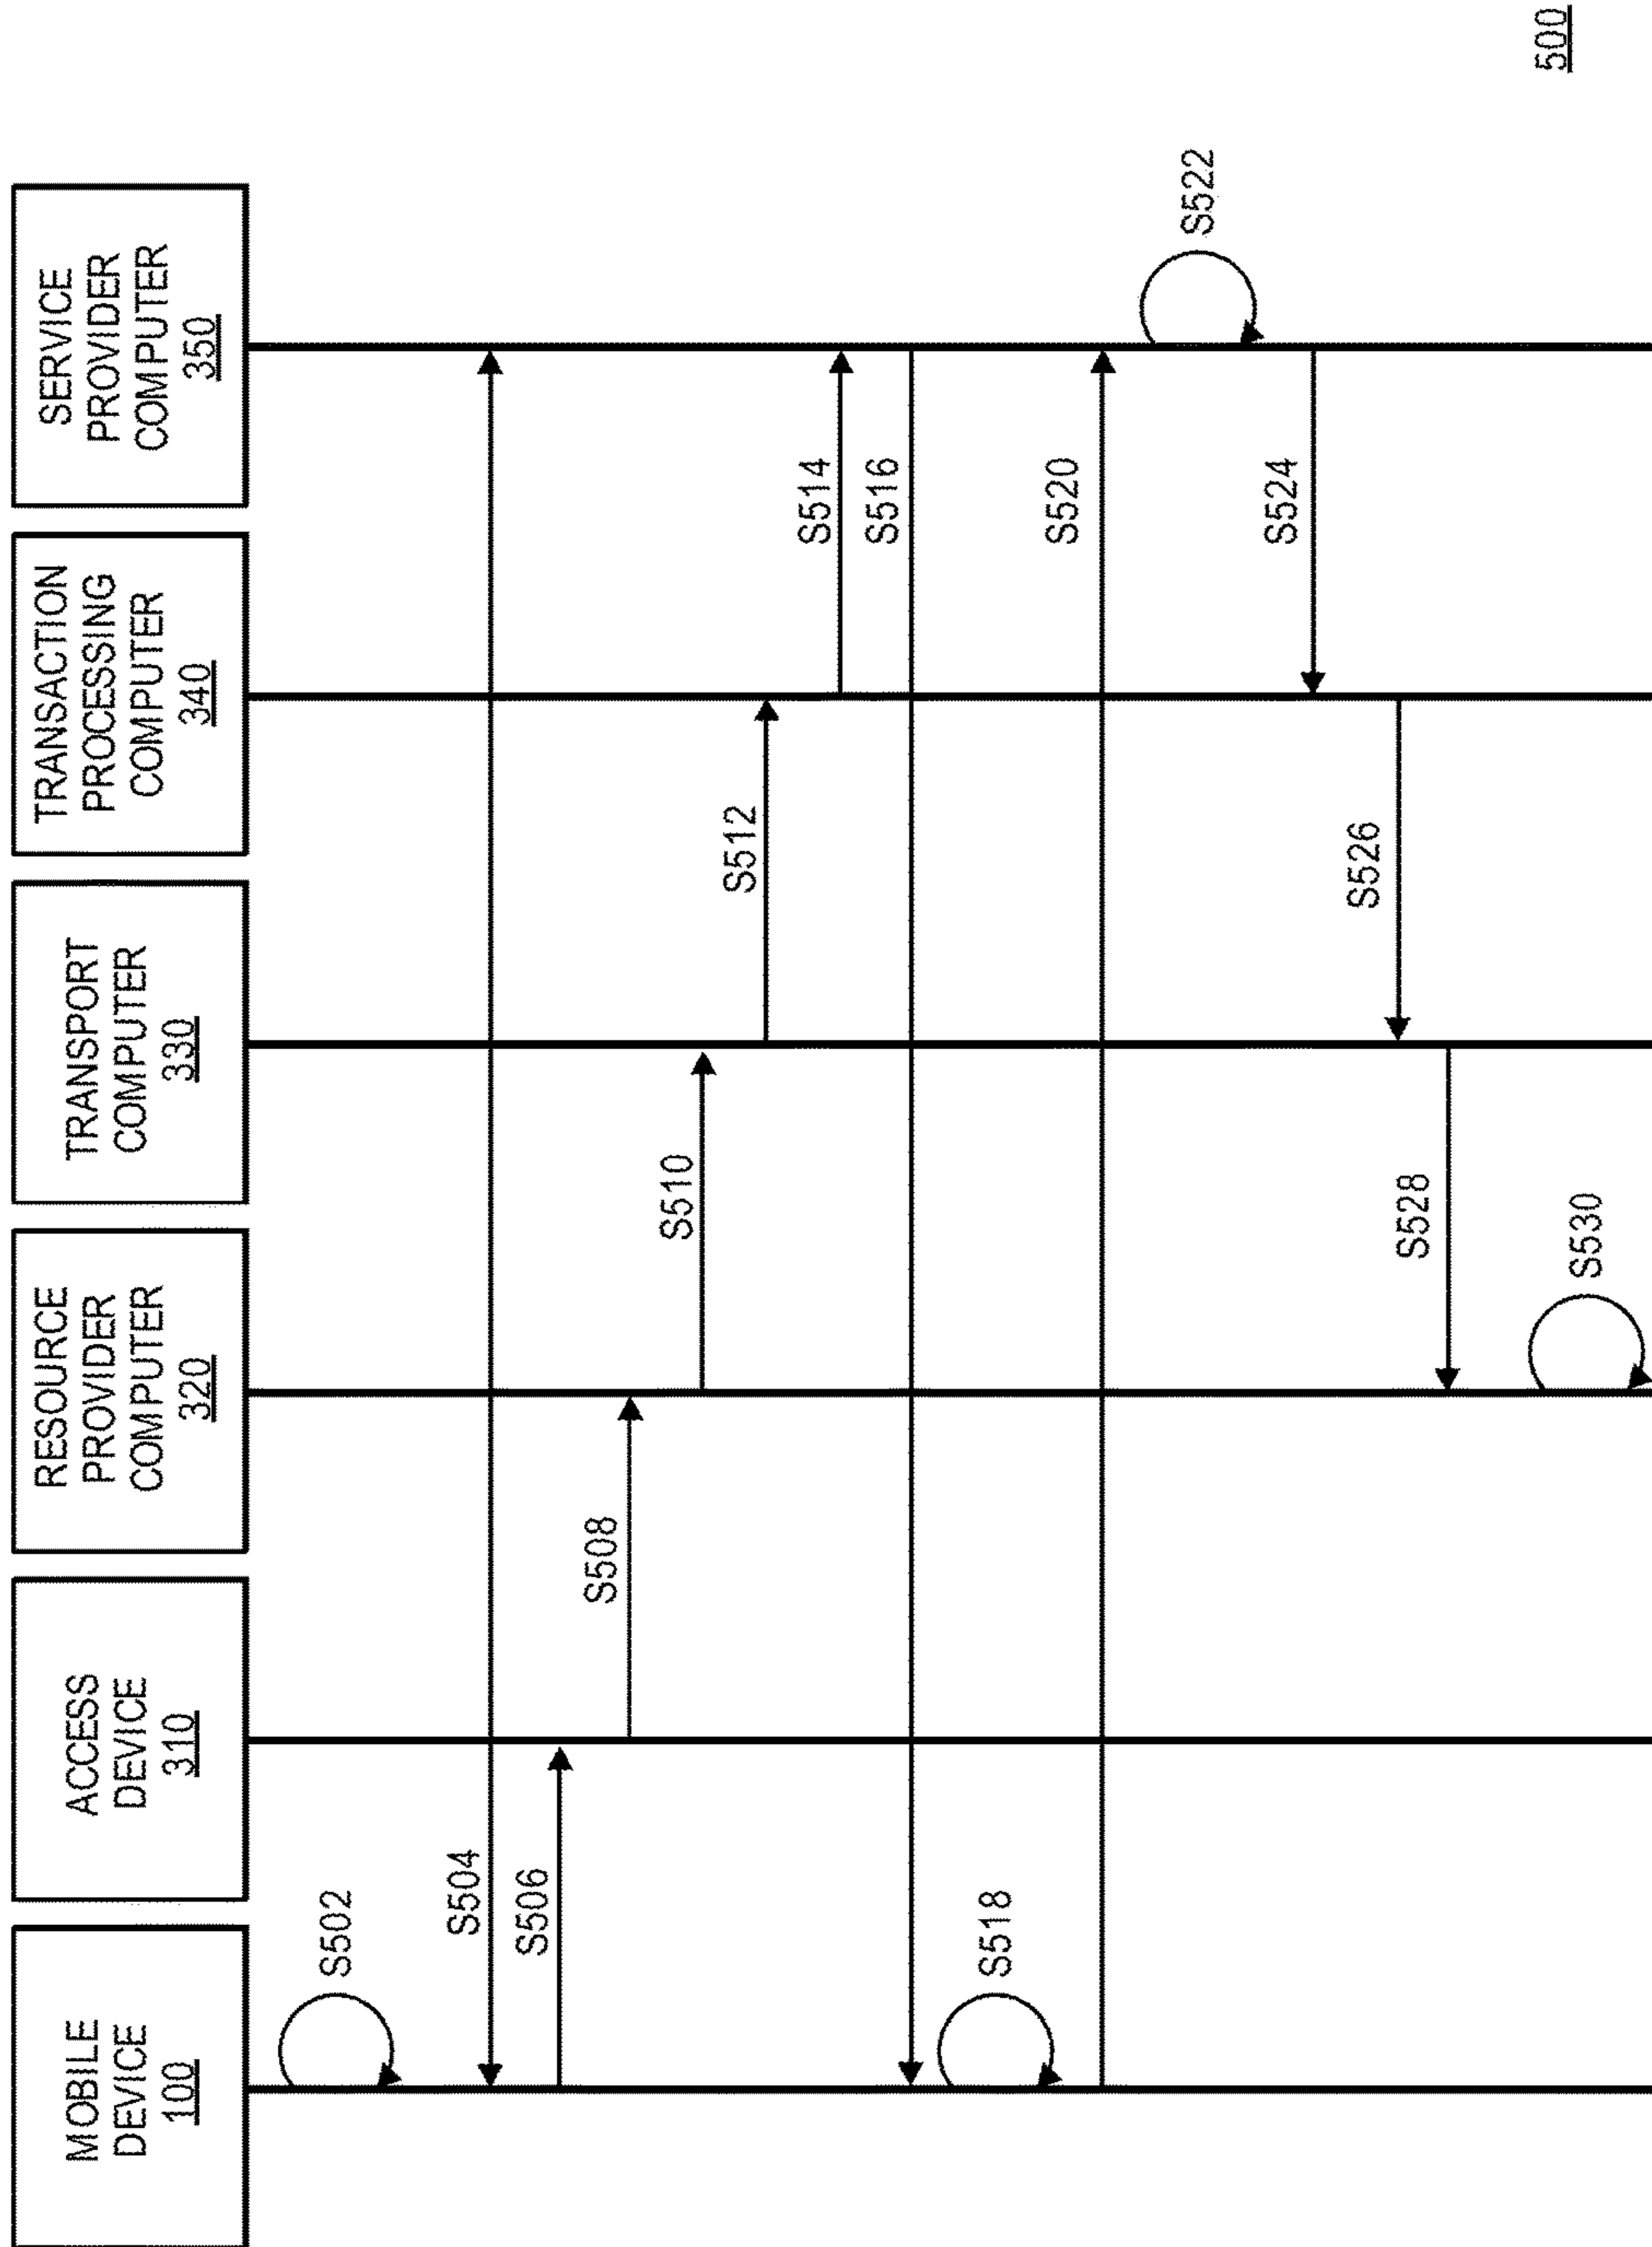 MOBILE
DEVICE
100
ACCESS
DEVICE
310
RESOURCE
PROVIDER
COMPUTER
320
TRANSPORT
COMPUTER
330
TRANSACTION
PROCESSING
COMPUTER
340
SERVICE
PROVIDER
COMPUTER
350
S502
S504
S506
S508
S510
S512
S514
S516
S518
S520
S522
S524
S526
S528
S530
500